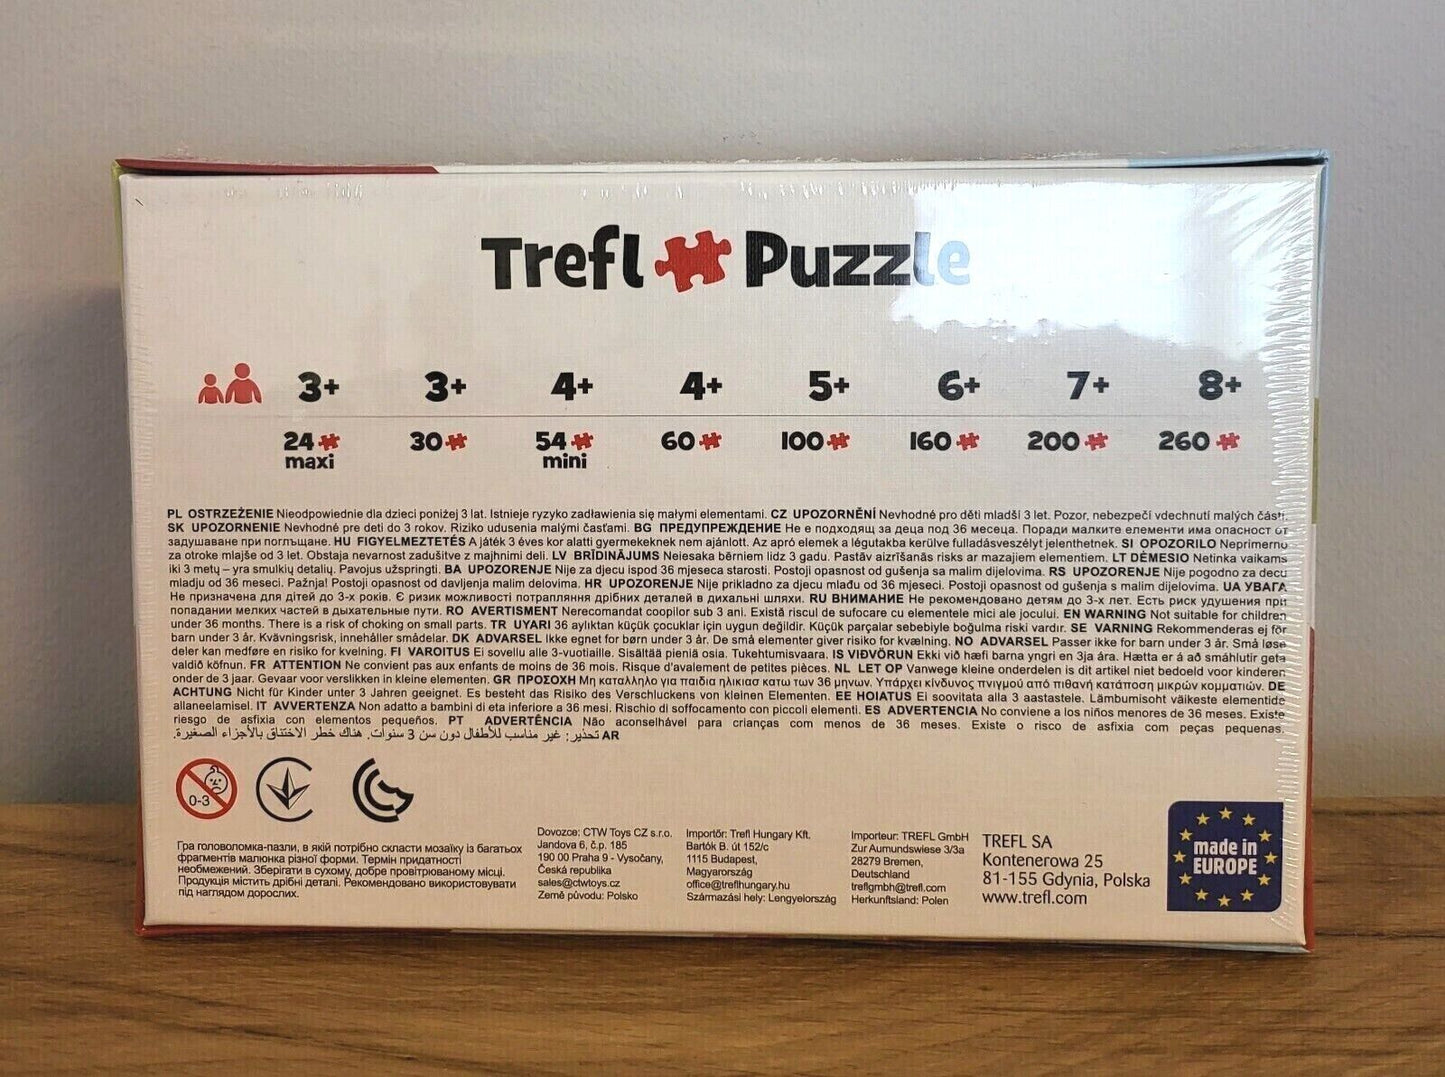 Trefl Puzzle
3+ 3+ 4+ 4+ 5+ 6+ 7+ 8+
24 30 54 60 100 160 200 260
maxi mini
PL OSTRZEŻENIE Nieodpowiednie dla dzieci poniżej 3 lat. Istnieje ryzyko zadławienia się małymi elementami. CZ UPOZORNĚNÍ Nevhodné pro děti mladší 3 let. Pozor, nebezpečí vdechnutí malých částí.
SK UPOZORNENIE Nevhodné pre deti do 3 rokov. Riziko udusenia malými časťami. BG ПРЕДУПРЕЖДЕНИЕ Не е подходящ за деца под 36 месеца. Поради малките елементи има опасност от
задушаване при поглъщане. HU FIGYELMEZTETÉS A játék 3 éves kor alatti gyermekeknek nem ajánlott. Az apró elemek a légutakba kerülve fulladásveszélyt jelenthetnek. SI OPOZORILO Neprimerno
za otroke mlajše od 3 let. Obstaja nevarnost zadušitve z majhnimi deli. LV BRĪDINĀJUMS Neiesaka bērniem līdz 3 gadu. Pastāv aizrīšanās risks ar mazajiem elementiem. LT DĖMESIO Netinka vaikams
iki 3 metų – yra smulkių detalių. Pavojus užspringti. BA UPOZORENJE Nije za djecu ispod 36 mjeseca starosti. Postoji opasnost od gušenja sa malim dijelovima. RS UPOZORENJE Nije pogodno za decu
mlađu od 36 meseci. Pažnja! Postoji opasnost od davljenja malim delovima. HR UPOZORENJE Nije prikladno za djecu mlađu od 36 mjeseci. Postoji opasnost od gušenja s malim dijelovima. UA УВАГА
Не призначена для дітей до 3-х років. Є ризик можливості потрапляння дрібних деталей в дихальні шляхи. RU ВНИМАНИЕ Не рекомендовано детям до 3-х лет. Есть риск удушения при
попадании мелких частей в дыхательные пути. RO AVERTISMENT Nerecomandat copiilor sub 3 ani. Există riscul de sufocare cu elementele mici ale jocului. EN WARNING Not suitable for children
under 36 months. There is a risk of choking on small parts. TR UYARI 36 aylıktan küçük çocuklar için uygun değildir. Küçük parçalar sebebiyle boğulma riski vardır. SE VARNING Rekommenderas ej för
barn under 3 år. Kvävningsrisk, innehåller smådelar. DK ADVARSEL Ikke egnet for børn under 3 år. De små elementer giver risiko for kvælning. NO ADVARSEL Passer ikke for barn under 3 år. Små løse
deler kan medføre en risiko for kvelning. FI VAROITUS Ei sovellu alle 3-vuotiaille. Sisältää pieniä osia. Tukehtumisvaara. IS VIÐVÖRUN Ekki við hæfi barna yngri en 3ja ára. Hætta er á að smáhlutir geta
valdið köfnun. FR ATTENTION Ne convient pas aux enfants de moins de 36 mois. Risque d'avalement de petites pièces. NL LET OP Vanwege kleine onderdelen is dit artikel niet bedoeld voor kinderen
onder de 3 jaar. Gevaar voor verslikken in kleine elementen. GR ΠΡΟΣΟΧΗ Μη καταλληλο για παιδια ηλικιας κατω των 36 μηνων. Υπάρχει κίνδυνος πνιγμού από πιθανή κατάποση μικρών κομματιών. DE
ACHTUNG Nicht für Kinder unter 3 Jahren geeignet. Es besteht das Risiko des Verschluckens von kleinen Elementen. EE HOIATUS Ei soovitata alla 3 aastastele. Lämbumisoht väikeste elementide
allaneelamisel. IT AVVERTENZA Non adatto a bambini di eta inferiore a 36 mesi. Rischio di soffocamento con piccoli elementi. ES ADVERTENCIA No conviene a los niños menores de 36 meses. Existe
riesgo de asfixia con elementos pequeños. PT ADVERTÊNCIA Não aconselhável para crianças com menos de 36 meses. Existe o risco de asfixia com peças pequenas.
AR تحذير: غير مناسب للأطفال دون سن 3 سنوات. هناك خطر الاختناق بالأجزاء الصغيرة.
0-3
Гра головоломка-пазли, в якій потрібно скласти мозаїку із багатьох
фрагментів малюнка різної форми. Термін придатності
необмежений. Зберігати в сухому, добре провітрюваному місці.
Продукція містить дрібні деталі. Рекомендовано використовувати
під наглядом дорослих.
Dovozce: CTW Toys CZ s.r.o.
Jandova 6, č.p. 185
190 00 Praha 9 - Vysočany,
Česká republika
sales@ctwtoys.cz
Země původu: Polsko
Importőr: Trefl Hungary Kft.
Bartók B. út 152/c
1115 Budapest,
Magyarország
office@treflhungary.hu
Származási hely: Lengyelország
Importeur: TREFL GmbH
Zur Aumundswiese 3/3a
28279 Bremen,
Deutschland
treflgmbh@trefl.com
Herkunftsland: Polen
TREFL SA
Kontenerowa 25
81-155 Gdynia, Polska
www.trefl.com
made in
EUROPE